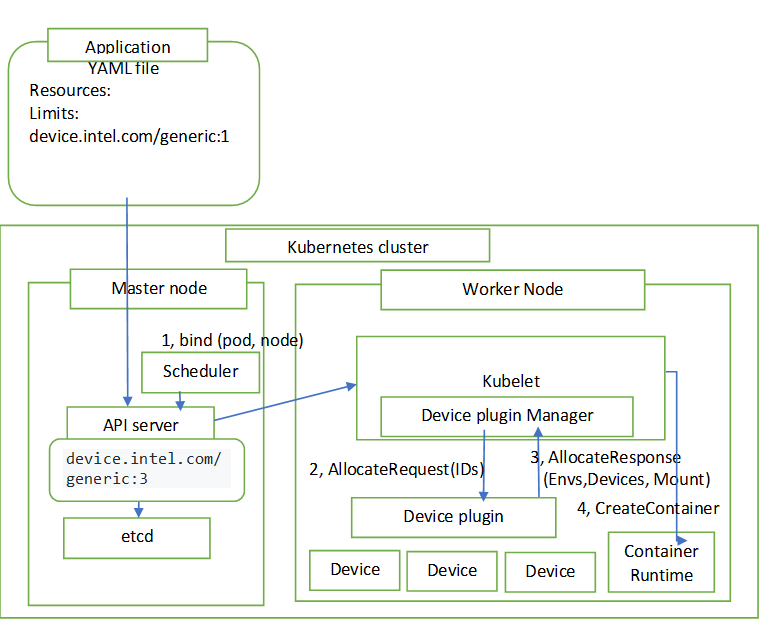 Application
YAML file
Resources:
Limits:
device.intel.com/generic:1
Kubernetes cluster
Master node
Worker Node
1, bind (pod, node)
Scheduler
Kubelet
API server
Device plugin Manager
device.intel.com/
generic:3
2, AllocateRequest(IDs)
3, AllocateResponse
(Envs,Devices, Mount)
4, CreateContainer
Device plugin
etcd
Device
Device
Device
Container
Runtime